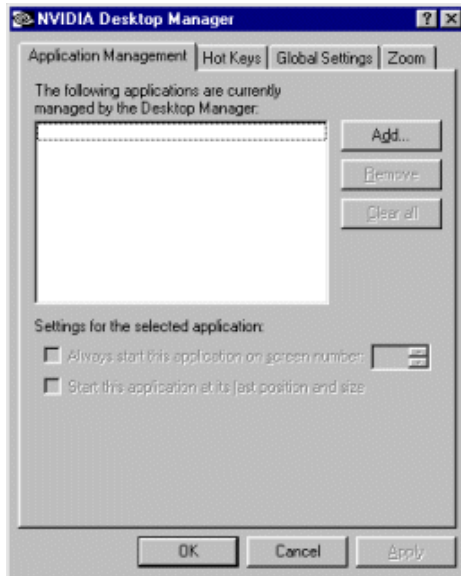 NVIDIA Desktop Manager
Application Management Hot Keys Global Settings Zoom
The following applications are currently
managed by the Desktop Manager:
Add...
Remove
Clear all
Settings for the selected application:
Always start this application on screen number:
Start this application at its last position and size
OK Cancel Apply